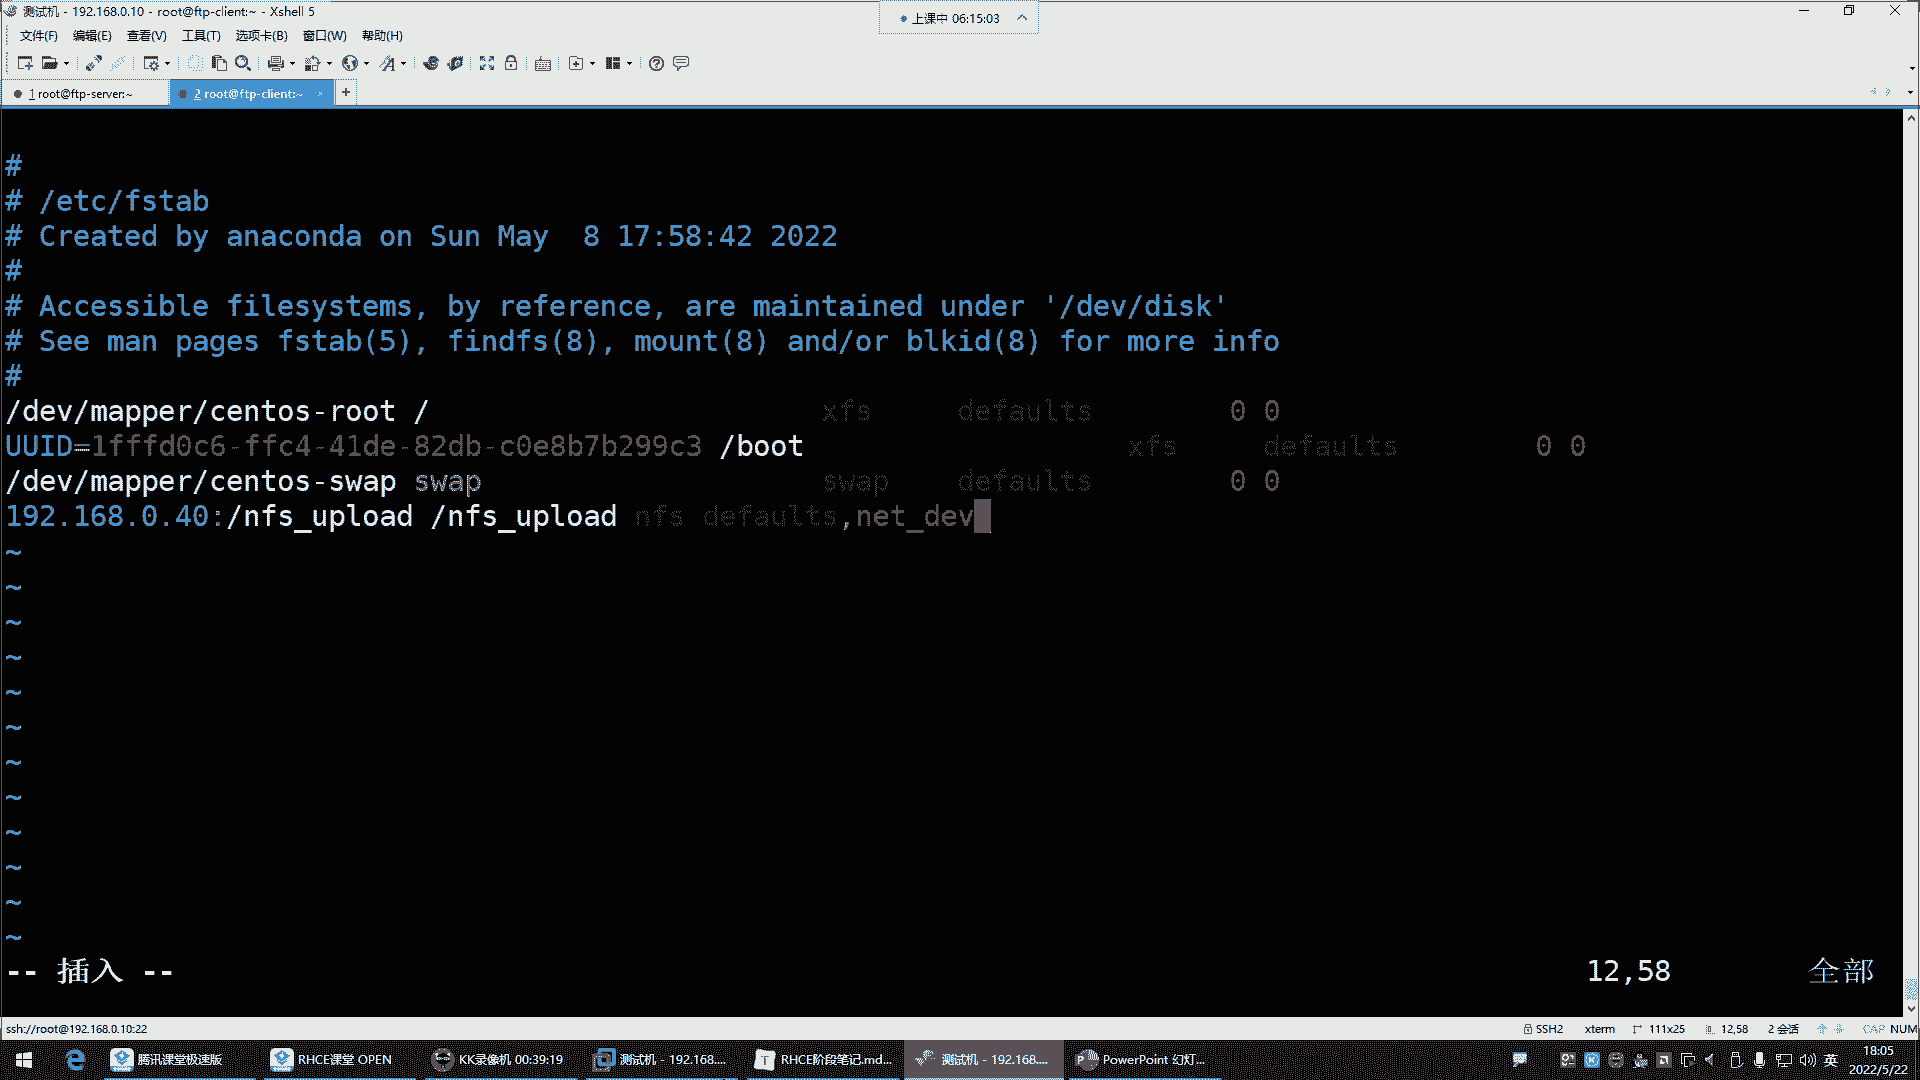 测试机 - 192.168.0.10 - root@ftp-client:~ - Xshell 5
上课中 06:15:03
文件(F) 编辑(E) 查看(V) 工具(T) 选项卡(B) 窗口(W) 帮助(H)
1 root@ftp-server:~ 2 root@ftp-client:~ × +
#
# /etc/fstab
# Created by anaconda on Sun May  8 17:58:42 2022
#
# Accessible filesystems, by reference, are maintained under '/dev/disk'
# See man pages fstab(5), findfs(8), mount(8) and/or blkid(8) for more info
#
/dev/mapper/centos-root / xfs defaults 0 0
UUID=1fffd0c6-ffc4-41de-82db-c0e8b7b299c3 /boot xfs defaults 0 0
/dev/mapper/centos-swap swap swap defaults 0 0
192.168.0.40:/nfs_upload /nfs_upload nfs defaults,net_dev
~
~
~
~
~
~
~
~
~
~
~
~
-- 插入 -- 12,58 全部
ssh://root@192.168.0.10:22 SSH2 xterm 111x25 12,58 2 会话 CAP NUM
腾讯课堂极速版 RHCE课堂 OPEN KK录像机 00:39:19 测试机 - 192.168.... RHCE阶段笔记.md... 测试机 - 192.168.... PowerPoint 幻灯... 英 18:05
2022/5/22